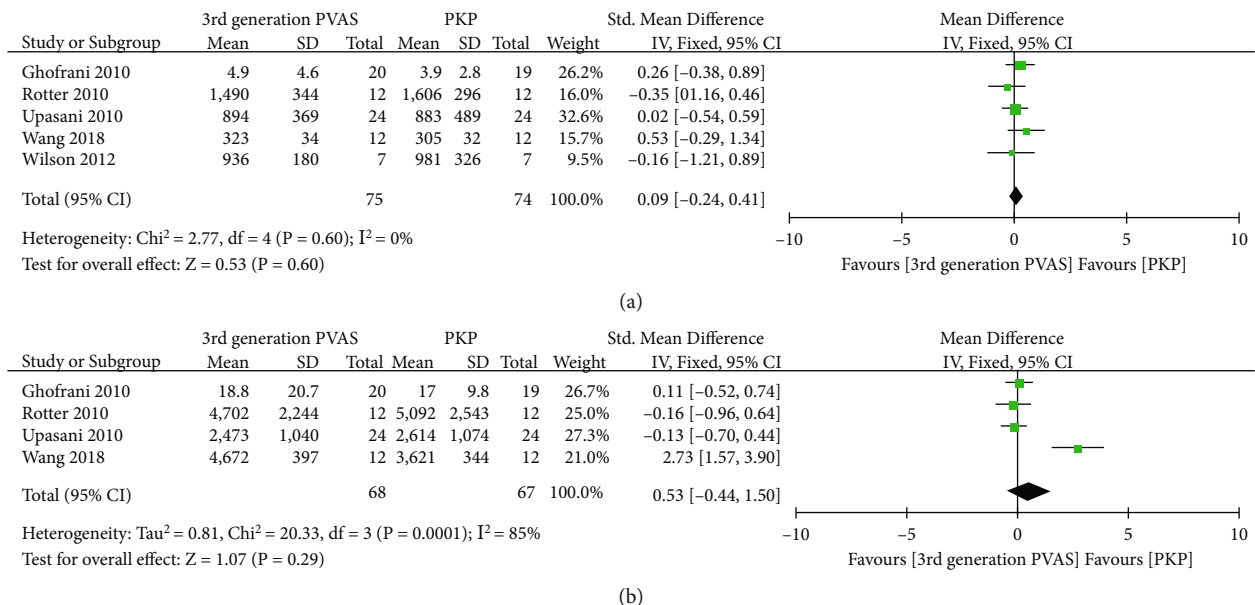 3rd generation PVAS PKP Std. Mean Difference Mean Difference
Study or Subgroup Mean SD Total Mean SD Total Weight IV, Fixed, 95% CI IV, Fixed, 95% CI
Ghofrani 2010 4.9 4.6 20 3.9 2.8 19 26.2% 0.26 [–0.38, 0.89]
Rotter 2010 1,490 344 12 1,606 296 12 16.0% –0.35 [01.16, 0.46]
Upasani 2010 894 369 24 883 489 24 32.6% 0.02 [–0.54, 0.59]
Wang 2018 323 34 12 305 32 12 15.7% 0.53 [–0.29, 1.34]
Wilson 2012 936 180 7 981 326 7 9.5% –0.16 [–1.21, 0.89]
Total (95% CI) 75 74 100.0% 0.09 [–0.24, 0.41]
Heterogeneity: Chi² = 2.77, df = 4 (P = 0.60); I² = 0%
–10 –5 0 5 10
Test for overall effect: Z = 0.53 (P = 0.60)
Favours [3rd generation PVAS] Favours [PKP]
(a)
3rd generation PVAS PKP Std. Mean Difference Mean Difference
Study or Subgroup Mean SD Total Mean SD Total Weight IV, Fixed, 95% CI IV, Fixed, 95% CI
Ghofrani 2010 18.8 20.7 20 17 9.8 19 26.7% 0.11 [–0.52, 0.74]
Rotter 2010 4,702 2,244 12 5,092 2,543 12 25.0% –0.16 [–0.96, 0.64]
Upasani 2010 2,473 1,040 24 2,614 1,074 24 27.3% –0.13 [–0.70, 0.44]
Wang 2018 4,672 397 12 3,621 344 12 21.0% 2.73 [1.57, 3.90]
Total (95% CI) 68 67 100.0% 0.53 [–0.44, 1.50]
Heterogeneity: Tau² = 0.81, Chi² = 20.33, df = 3 (P = 0.0001); I² = 85%
–10 –5 0 5 10
Test for overall effect: Z = 1.07 (P = 0.29)
Favours [3rd generation PVAS] Favours [PKP]
(b)